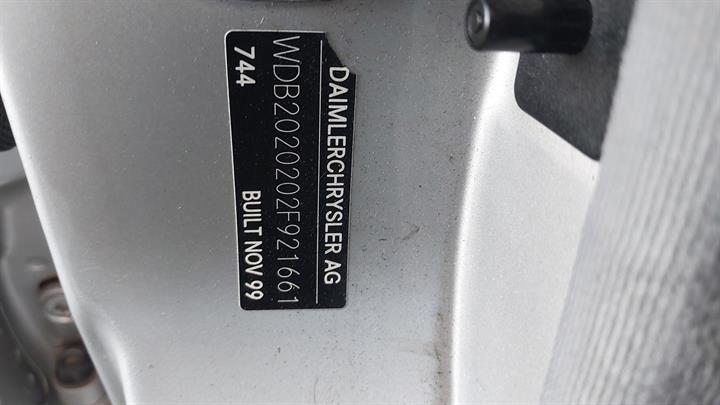 DAIMLERCHRYSLER AG
WDB2020202F921661
744 BUILT NOV 99